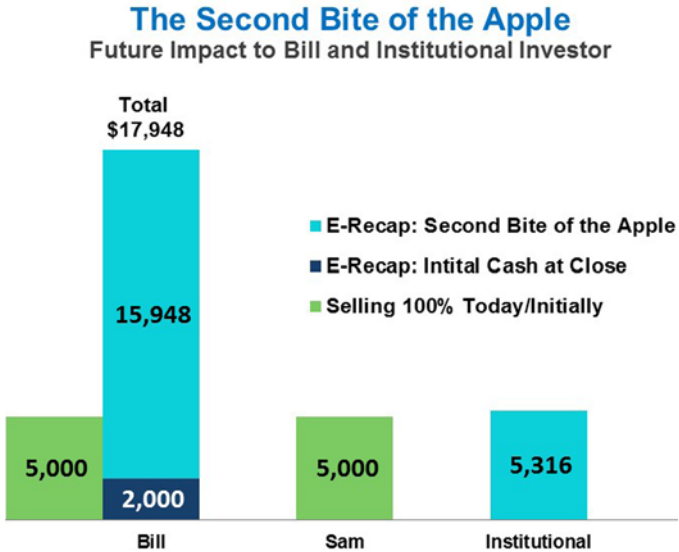 The Second Bite of the Apple
Future Impact to Bill and Institutional Investor
Total
$17,948
E-Recap: Second Bite of the Apple
E-Recap: Intital Cash at Close
Selling 100% Today/Initially
15,948
5,000
2,000
5,000
5,316
Bill
Sam
Institutional